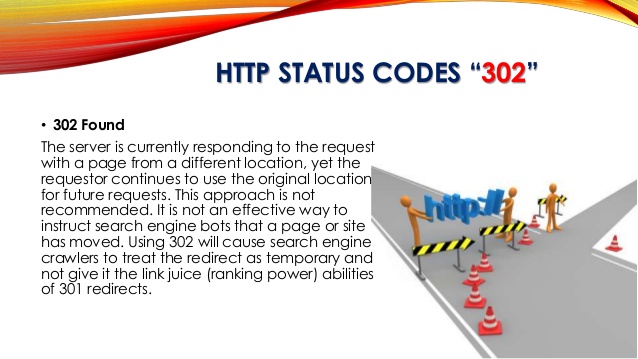 HTTP STATUS CODES “302”
• 302 Found
The server is currently responding to the request
with a page from a different location, yet the
requestor continues to use the original location
for future requests. This approach is not
recommended. It is not an effective way to
instruct search engine bots that a page or site
has moved. Using 302 will cause search engine
crawlers to treat the redirect as temporary and
not give it the link juice (ranking power) abilities
of 301 redirects.
http://